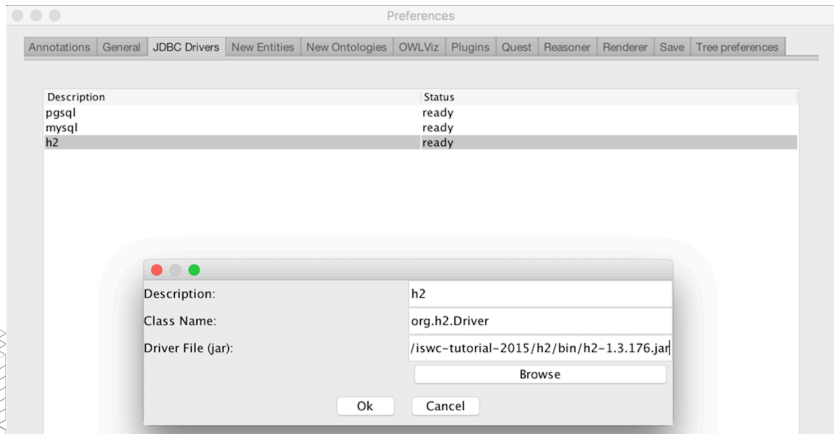 Preferences
Annotations General JDBC Drivers New Entities New Ontologies OWLViz Plugins Quest Reasoner Renderer Save Tree preferences
Description Status
pgsql ready
mysql ready
h2 ready
Description: h2
Class Name: org.h2.Driver
Driver File (jar): /iswc-tutorial-2015/h2/bin/h2-1.3.176.jar
Browse
Ok Cancel